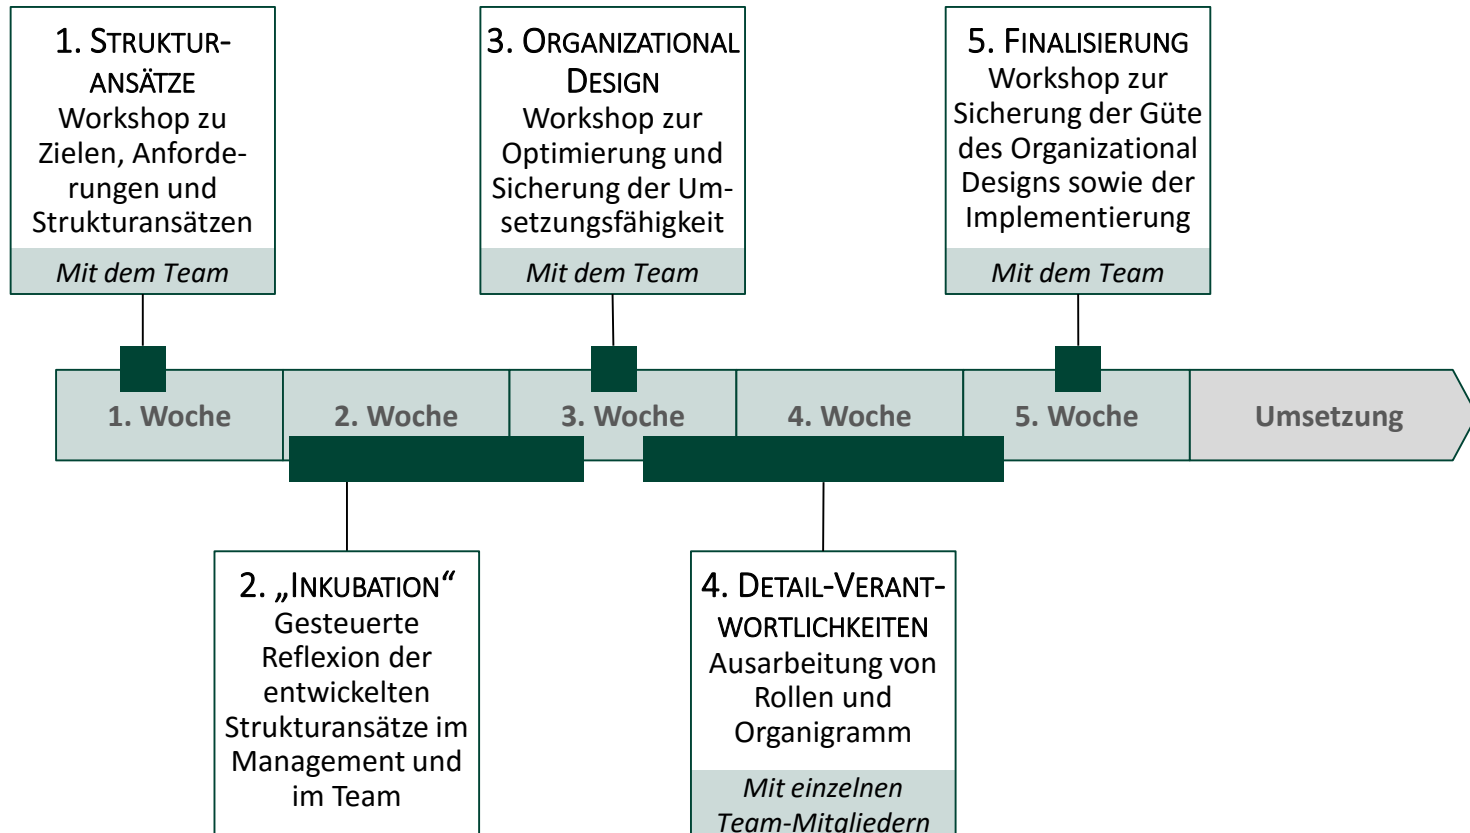 1. STRUKTUR-
ANSÄTZE
Workshop zu
Zielen, Anforde-
rungen und
Strukturansätzen
Mit dem Team
3. ORGANIZATIONAL
DESIGN
Workshop zur
Optimierung und
Sicherung der Um-
setzungsfähigkeit
Mit dem Team
5. FINALISIERUNG
Workshop zur
Sicherung der Güte
des Organizational
Designs sowie der
Implementierung
Mit dem Team
1. Woche
2. Woche
3. Woche
4. Woche
5. Woche
Umsetzung
2. „INKUBATION“
Gesteuerte
Reflexion der
entwickelten
Strukturansätze im
Management und
im Team
4. DETAIL-VERANT-
WORTLICHKEITEN
Ausarbeitung von
Rollen und
Organigramm
Mit einzelnen
Team-Mitgliedern